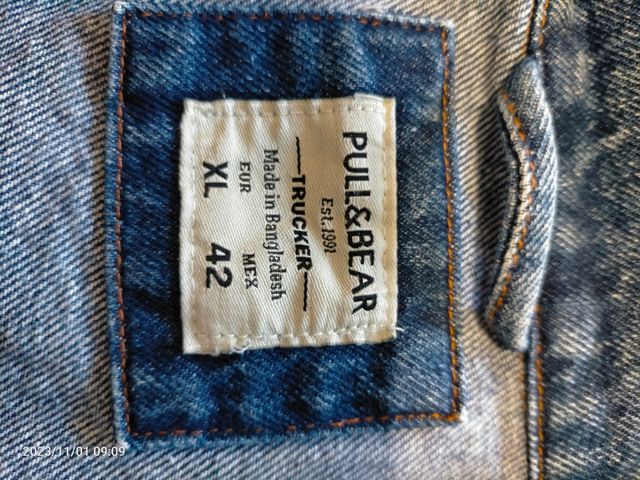 PULL&BEAR
Est.1991
TRUCKER
Made in Bangladesh
EUR MEX
XL 42
2023/11/01 09:09